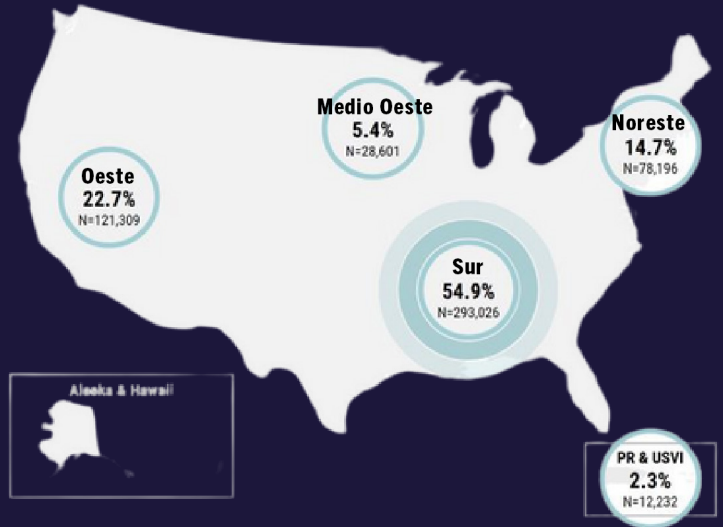 Medio Oeste
5.4%
N=28,601
Noreste
14.7%
N=78,196
Oeste
22.7%
N=121,309
Sur
54.9%
N=293,026
Alaska & Hawaii
PR & USVI
2.3%
N=12,232